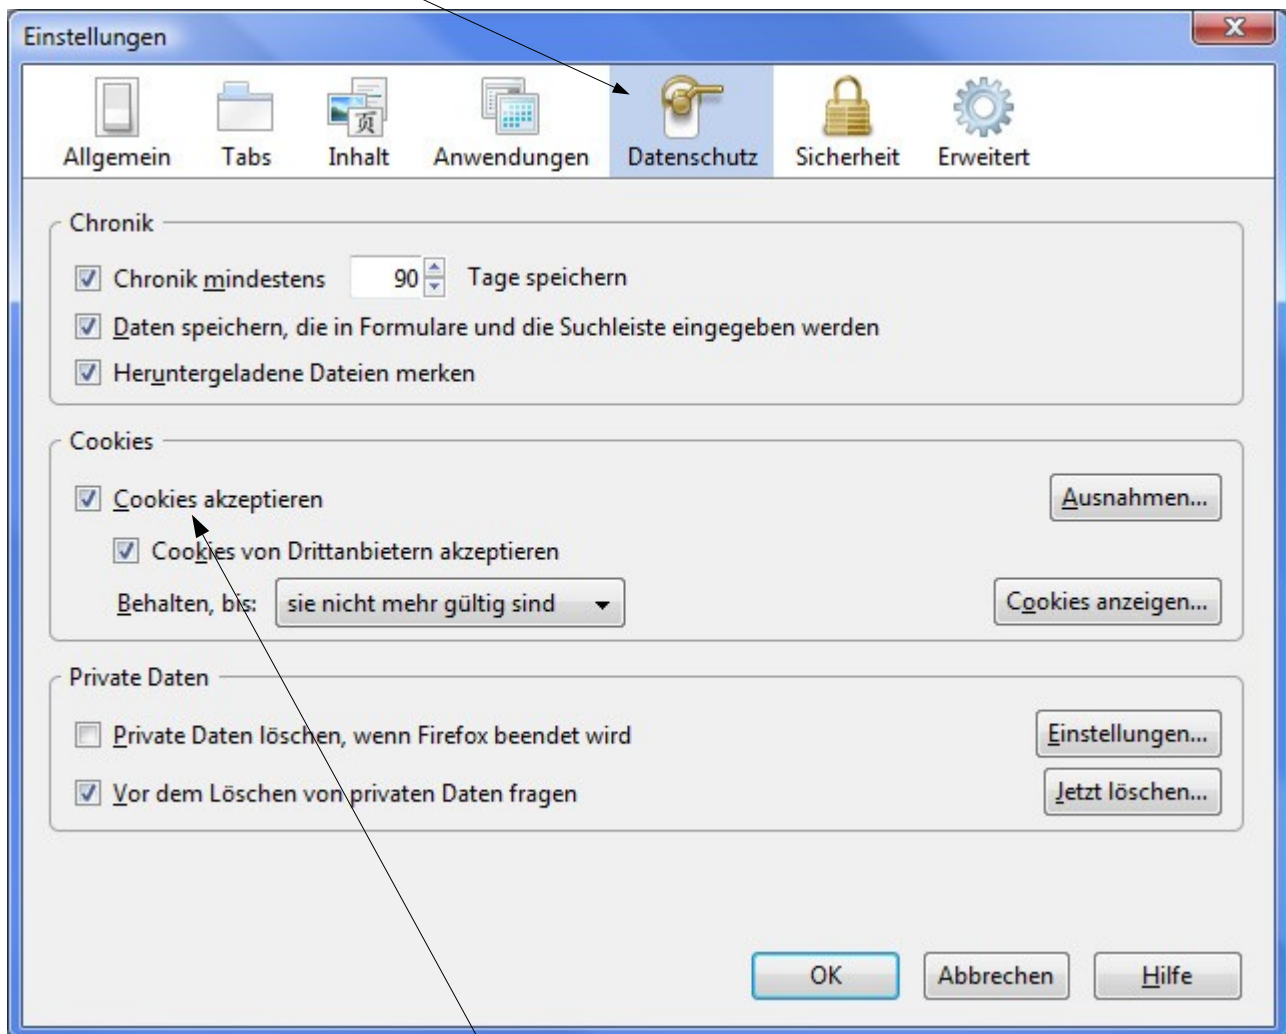 Einstellungen
Allgemein Tabs Inhalt Anwendungen Datenschutz Sicherheit Erweitert
页
Chronik
Chronik mindestens 90 Tage speichern
Daten speichern, die in Formulare und die Suchleiste eingegeben werden
Heruntergeladene Dateien merken
Cookies
Cookies akzeptieren Ausnahmen...
Cookies von Drittanbietern akzeptieren
Behalten, bis: sie nicht mehr gültig sind Cookies anzeigen...
Private Daten
Private Daten löschen, wenn Firefox beendet wird Einstellungen...
Vor dem Löschen von privaten Daten fragen Jetzt löschen...
OK Abbrechen Hilfe